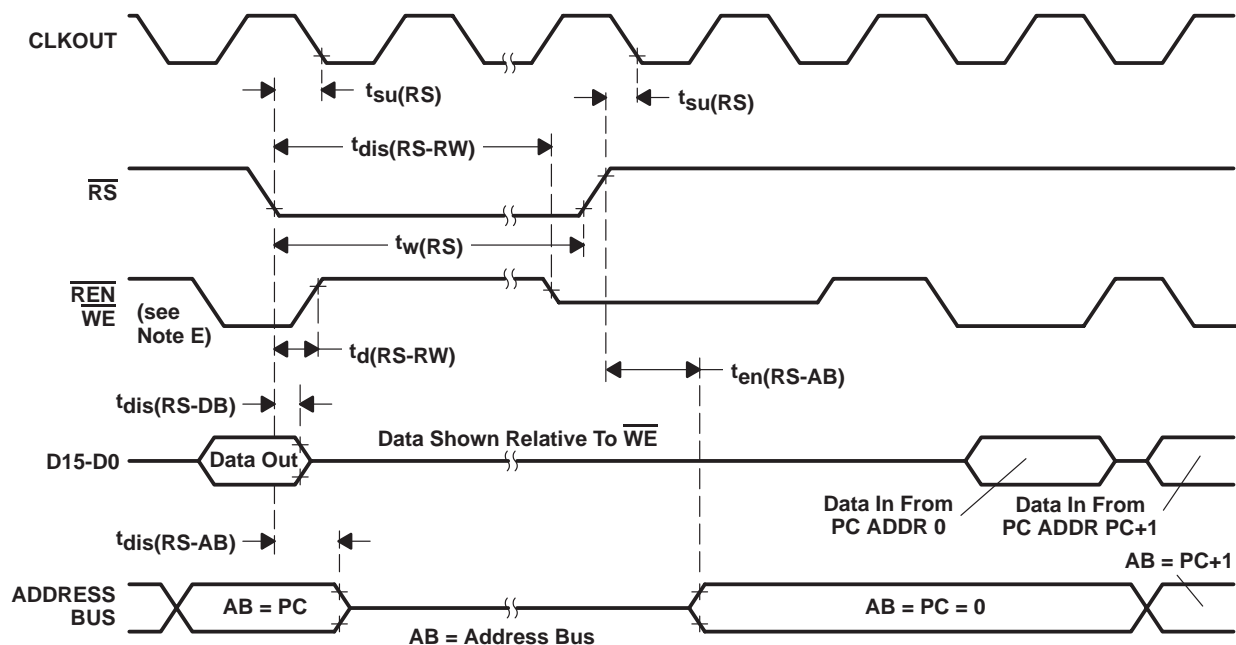 CLKOUT
tsu(RS)
tsu(RS)
tdis(RS-RW)
RS
tw(RS)
REN
WE
(see
Note E)
td(RS-RW)
ten(RS-AB)
tdis(RS-DB)
Data Shown Relative To WE
D15-D0
Data Out
Data In From
PC ADDR 0
Data In From
PC ADDR PC+1
tdis(RS-AB)
AB = PC+1
ADDRESS
BUS
AB = PC
AB = PC = 0
AB = Address Bus